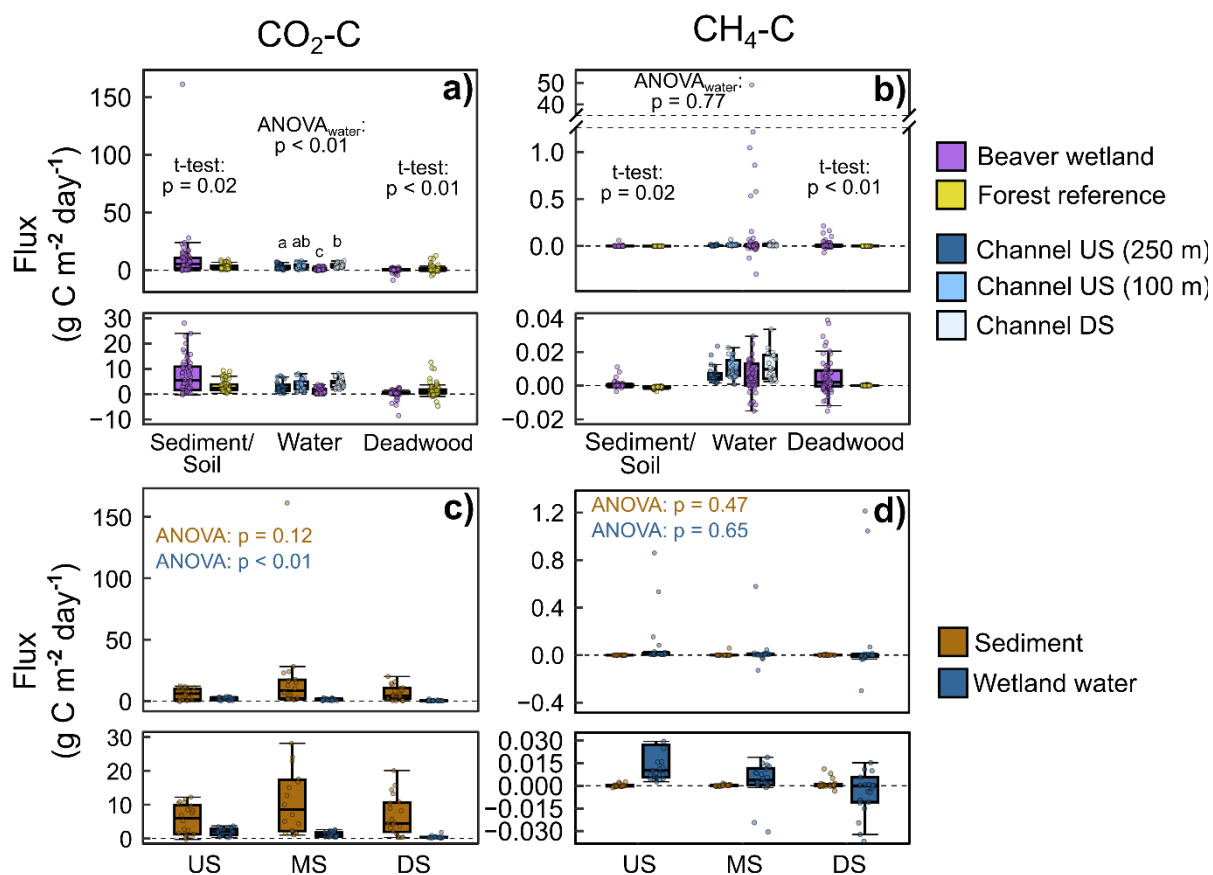 CO₂-C
CH₄-C
Flux
(g C m⁻² day⁻¹)
a)
150
100
50
0
ANOVAwater:
p < 0.01
t-test:
p = 0.02
t-test:
p < 0.01
a
ab
c
b
30
20
10
0
−10
Sediment/
Soil
Water
Deadwood
b)
50
40
1.0
0.5
0.0
ANOVAwater:
p = 0.77
t-test:
p = 0.02
t-test:
p < 0.01
0.04
0.02
0.00
−0.02
Sediment/
Soil
Water
Deadwood
Beaver wetland
Forest reference
Channel US (250 m)
Channel US (100 m)
Channel DS
Flux
(g C m⁻² day⁻¹)
c)
150
100
50
0
ANOVA: p = 0.12
ANOVA: p < 0.01
30
20
10
0
US
MS
DS
d)
1.2
0.8
0.4
0.0
−0.4
ANOVA: p = 0.47
ANOVA: p = 0.65
0.030
0.015
0.000
−0.015
−0.030
US
MS
DS
Sediment
Wetland water